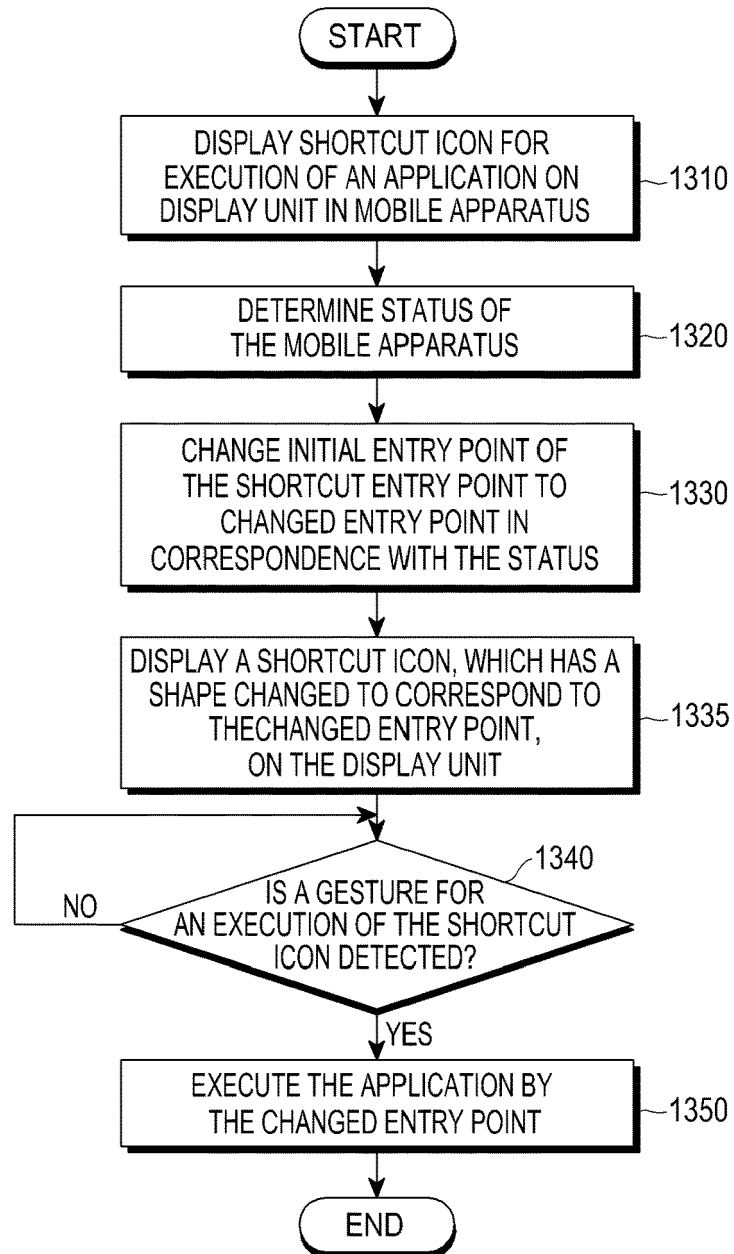 START
DISPLAY SHORTCUT ICON FOR
EXECUTION OF AN APPLICATION ON
DISPLAY UNIT IN MOBILE APPARATUS
1310
DETERMINE STATUS OF
THE MOBILE APPARATUS
1320
CHANGE INITIAL ENTRY POINT OF
THE SHORTCUT ENTRY POINT TO
CHANGED ENTRY POINT IN
CORRESPONDENCE WITH THE STATUS
1330
DISPLAY A SHORTCUT ICON, WHICH HAS A
SHAPE CHANGED TO CORRESPOND TO
THECHANGED ENTRY POINT,
ON THE DISPLAY UNIT
1335
1340
IS A GESTURE FOR
AN EXECUTION OF THE SHORTCUT
ICON DETECTED?
NO
YES
EXECUTE THE APPLICATION BY
THE CHANGED ENTRY POINT
1350
END